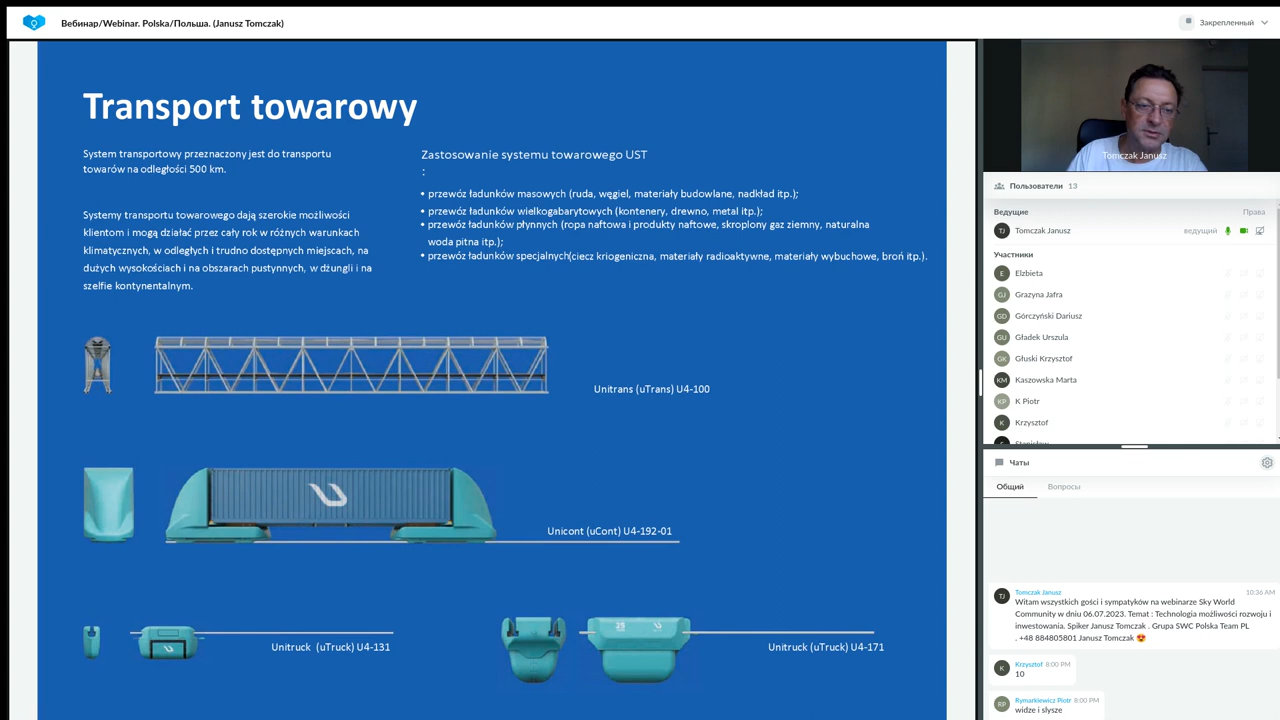 Вебинар/Webinar. Polska/Польша. (Janusz Tomczak)
Закрепленный
Transport towarowy
System transportowy przeznaczony jest do transportu
towarów na odległości 500 km.
Systemy transportu towarowego dają szerokie możliwości
klientom i mogą działać przez cały rok w różnych warunkach
klimatycznych, w odległych i trudno dostępnych miejscach, na
dużych wysokościach i na obszarach pustynnych, w dżungli i na
szelfie kontynentalnym.
Zastosowanie systemu towarowego UST
:
• przewóz ładunków masowych (ruda, węgiel, materiały budowlane, nadkład itp.);
• przewóz ładunków wielkogabarytowych (kontenery, drewno, metal itp.);
• przewóz ładunków płynnych (ropa naftowa i produkty naftowe, skroplony gaz ziemny, naturalna
woda pitna itp.);
• przewóz ładunków specjalnych(ciecz kriogeniczna, materiały radioaktywne, materiały wybuchowe, broń itp.).
Unitrans (uTrans) U4-100
Unicont (uCont) U4-192-01
Unitruck (uTruck) U4-131
Unitruck (uTruck) U4-171
Tomczak Janusz
Пользователи 13
Ведущие Права
TJ Tomczak Janusz ведущий
Участники
E Elzbieta
GJ Grazyna Jafra
GD Górczyński Dariusz
GU Gładek Urszula
GK Głuski Krzysztof
KM Kaszowska Marta
KP K Piotr
K Krzysztof
Stanisław
Чаты
Общий Вопросы
TJ Tomczak Janusz 10:36 AM
Witam wszystkich gości i sympatyków na webinarze Sky World
Community w dniu 06.07.2023. Temat : Technologia możliwości rozwoju i
inwestowania. Spiker Janusz Tomczak . Grupa SWC Polska Team PL
. +48 884805801 Janusz Tomczak 😍
K Krzysztof 8:00 PM
10
RP Rymarkiewicz Piotr 8:00 PM
widze i slysze